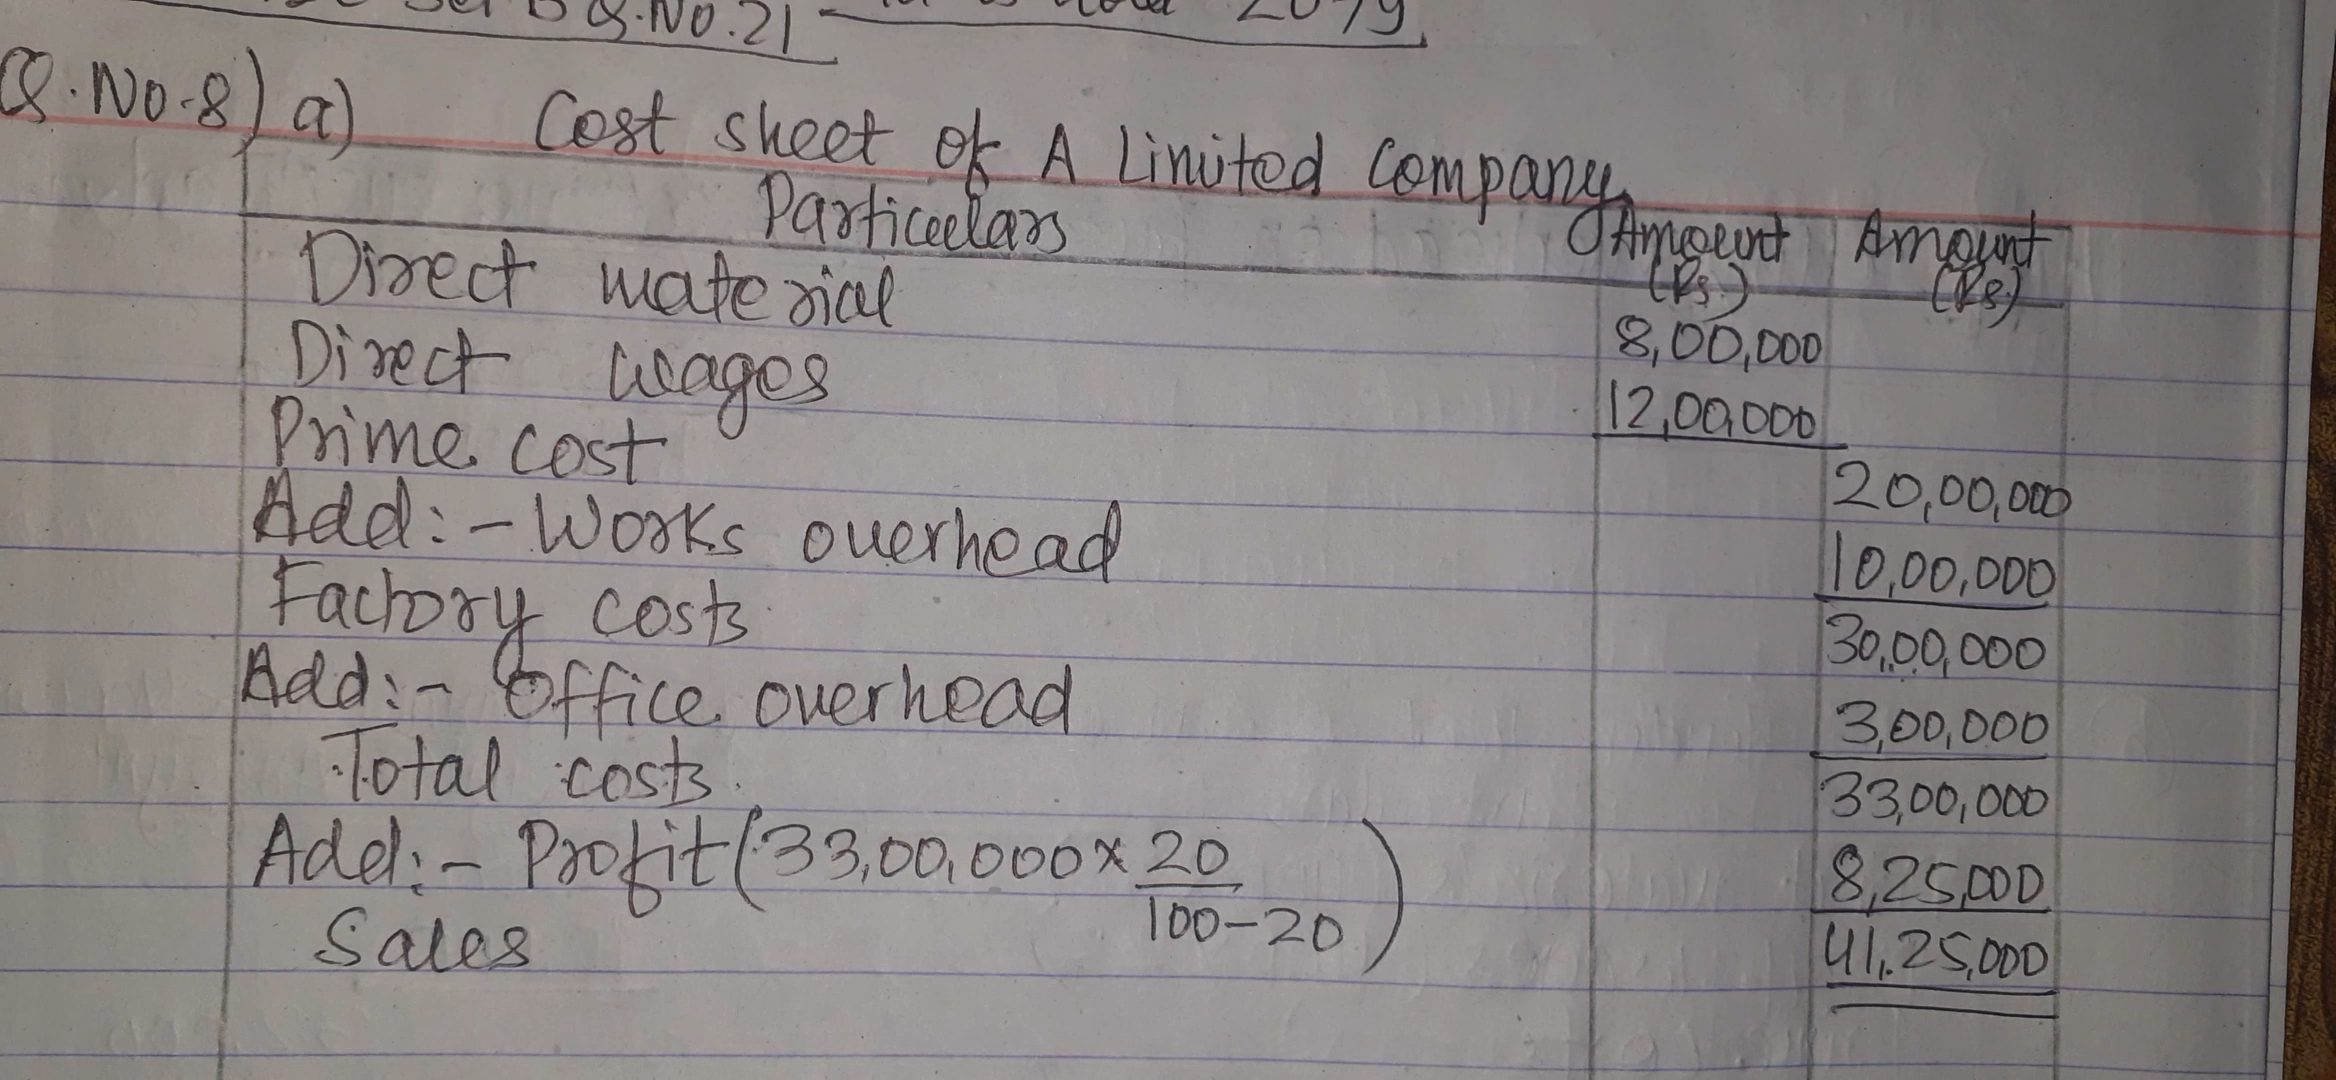 Set B Q.No.21 - 2079
Q.No-8) a) Cost sheet of A Limited Company
Particulars Amount (Rs.) Amount (Rs.)
Direct material 8,00,000
Direct wages 12,00,000
Prime cost 20,00,000
Add:- Works overhead 10,00,000
Factory costs 30,00,000
Add:- Office overhead 3,00,000
Total costs 33,00,000
Add:- Profit (33,00,000 × 20/100-20) 8,25,000
Sales 41,25,000